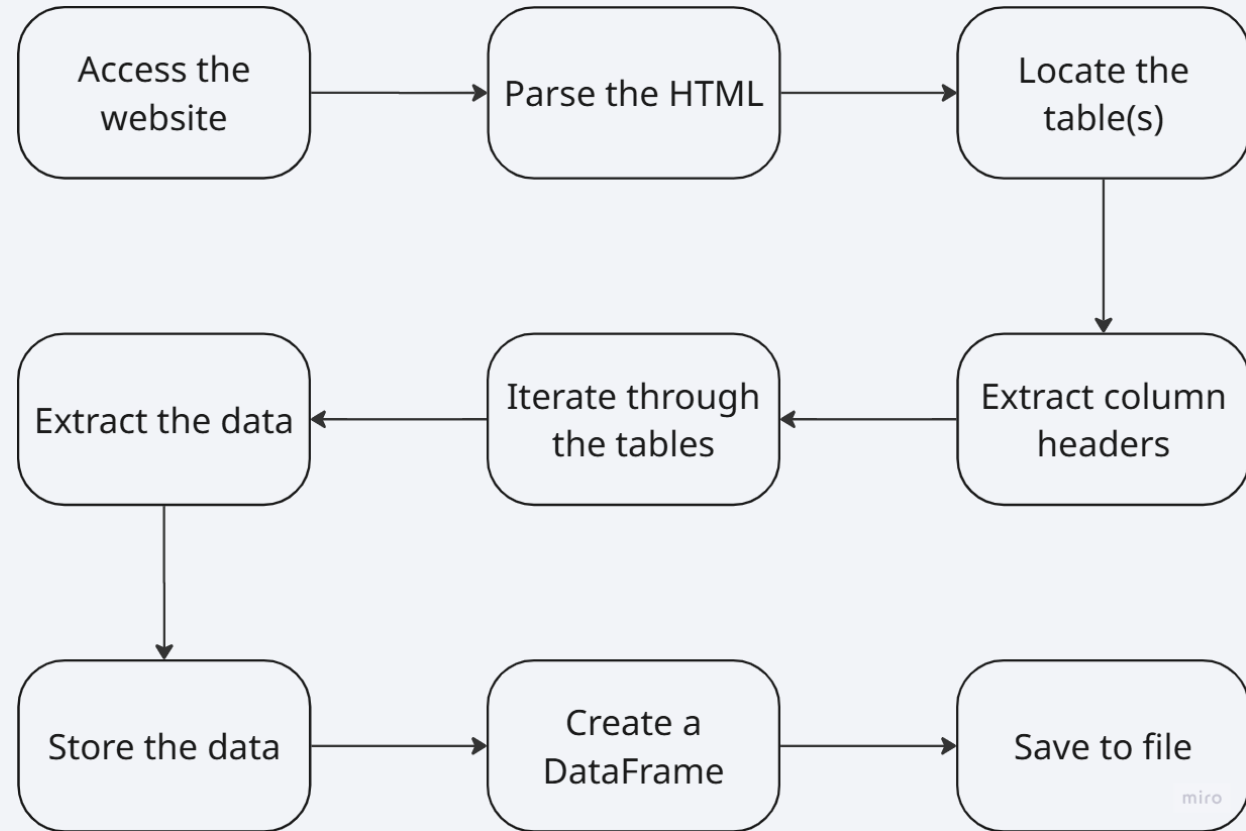 Access the
website
Parse the HTML
Locate the
table(s)
Extract column
headers
Iterate through
the tables
Extract the data
Store the data
Create a
DataFrame
Save to file
miro